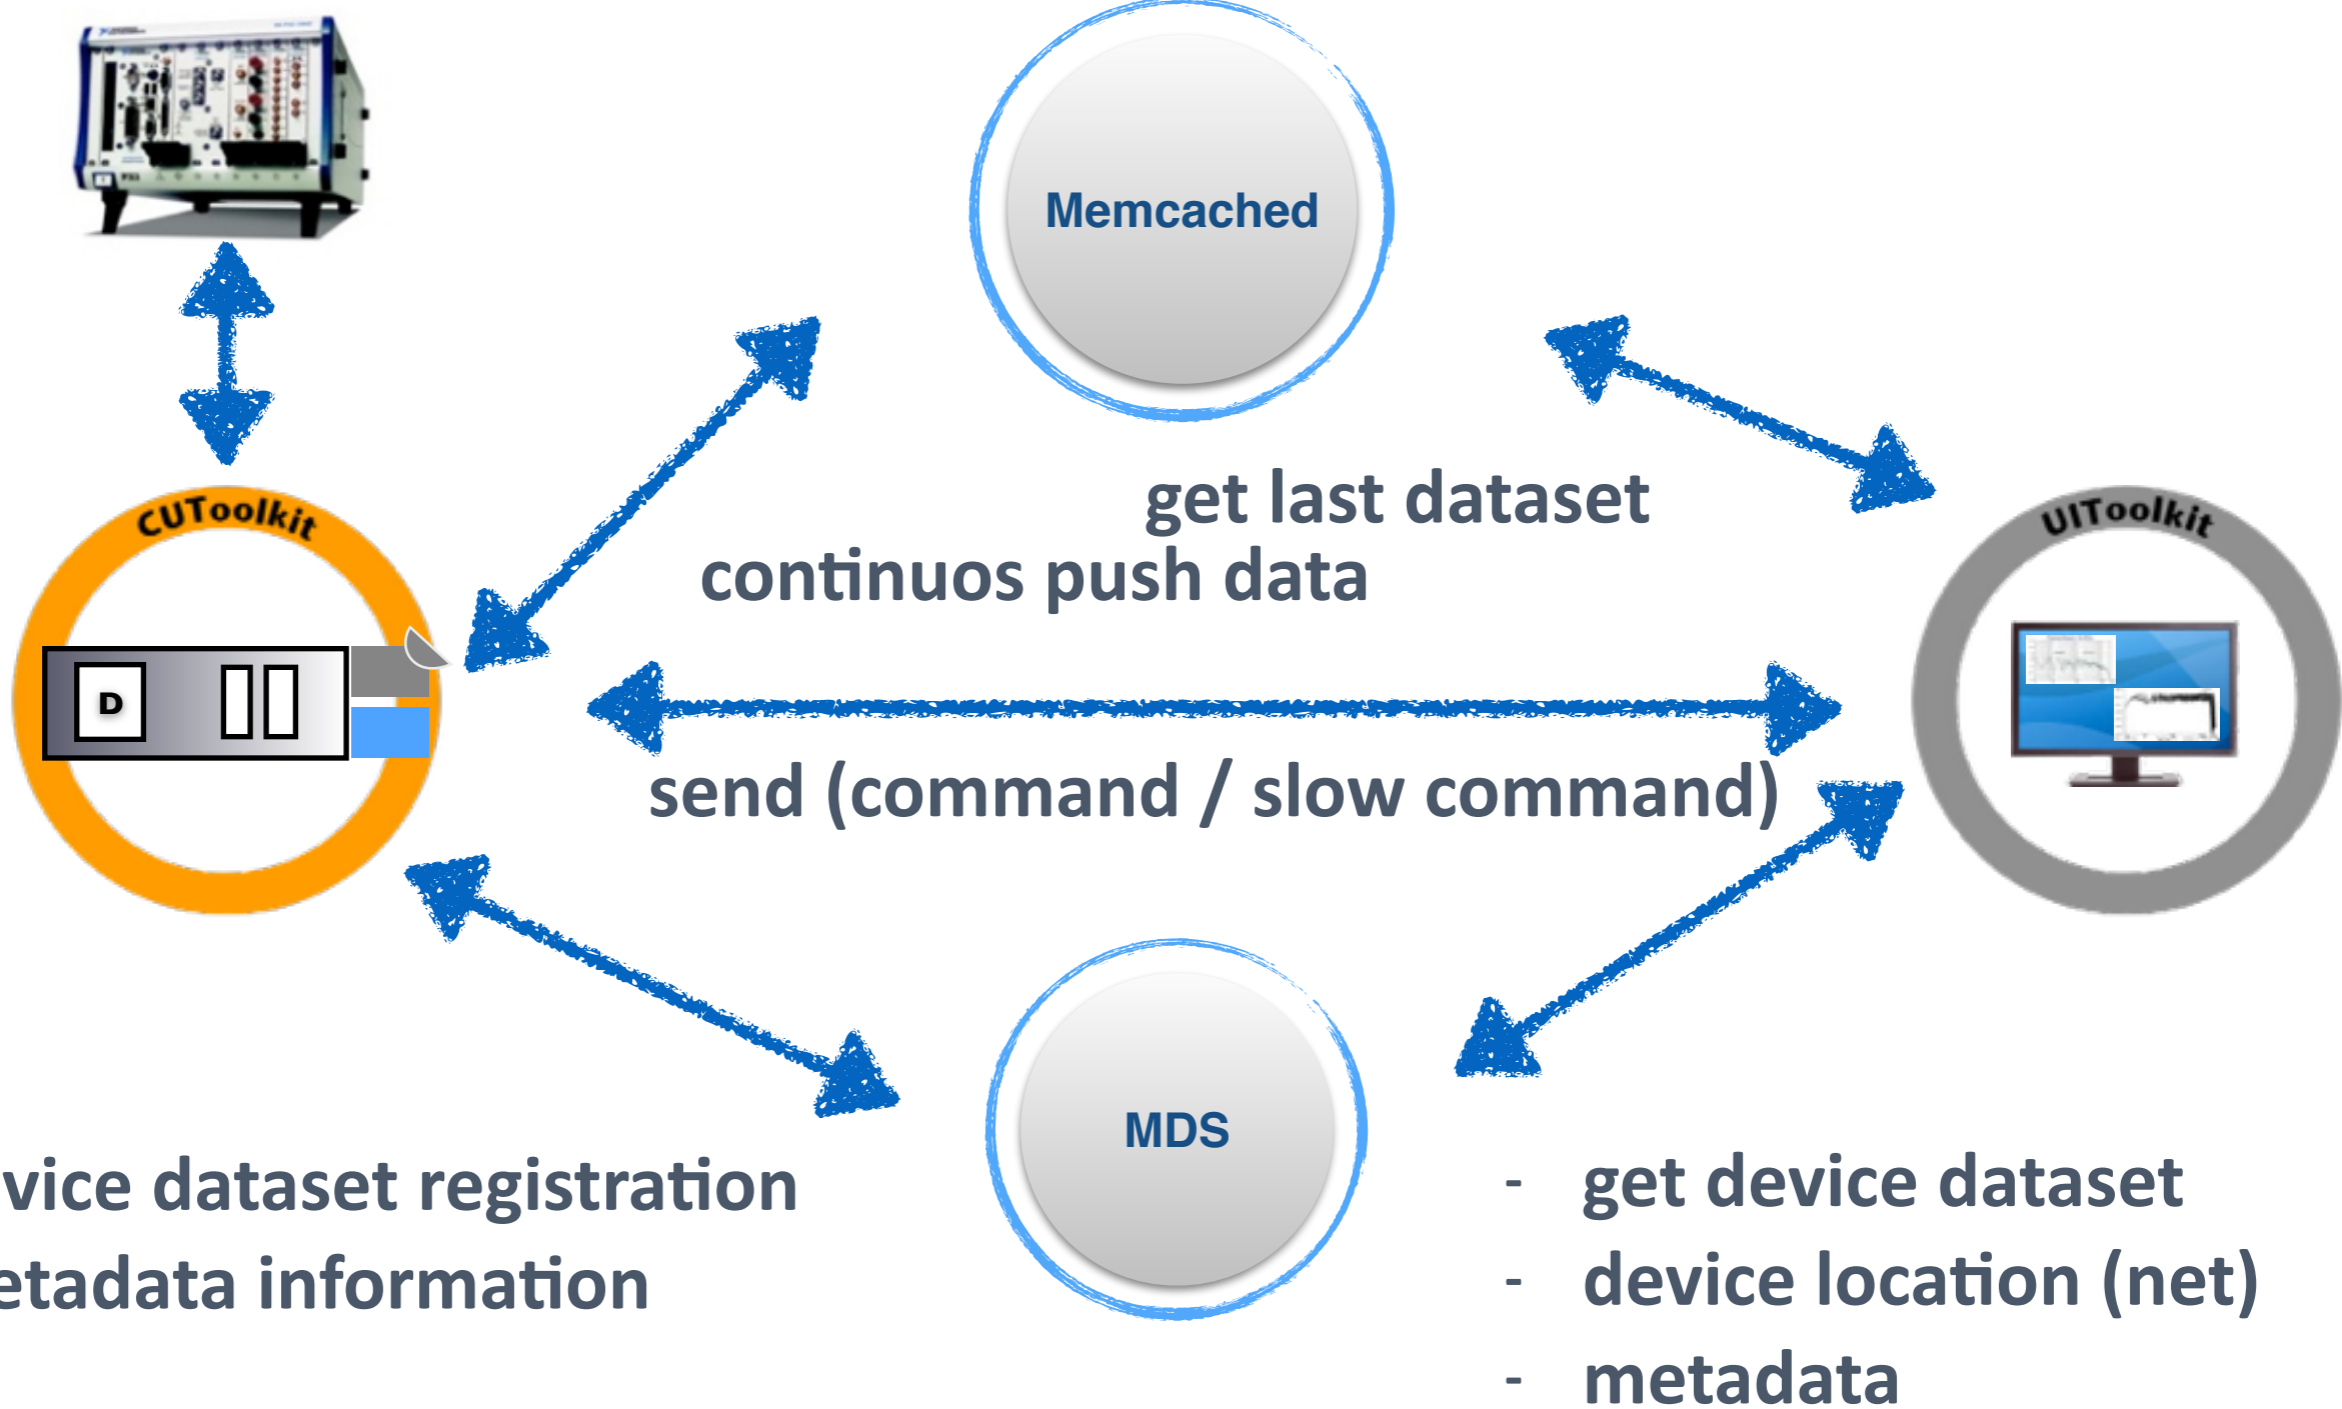 Memcached
CUToolkit
get last dataset
UIToolkit
continuos push data
D
send (command / slow command)
MDS
vice dataset registration
etadata information
- get device dataset
- device location (net)
- metadata